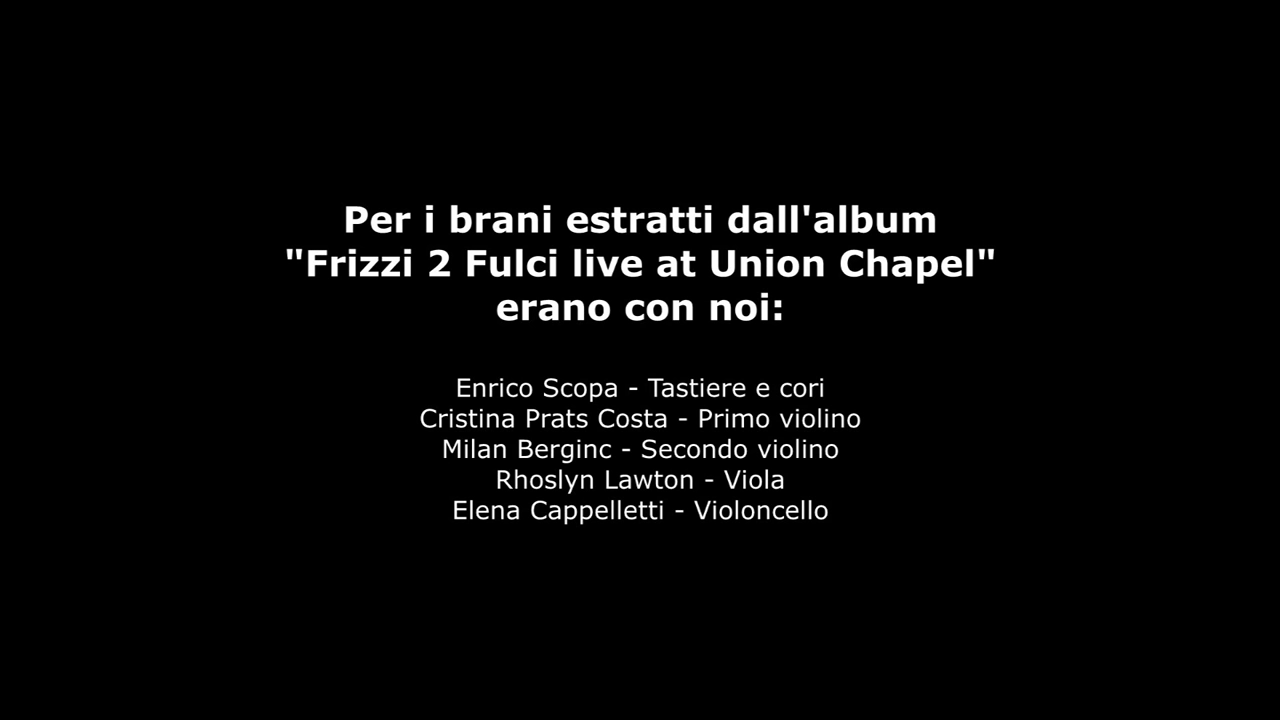 Per i brani estratti dall'album
"Frizzi 2 Fulci live at Union Chapel"
erano con noi:
Enrico Scopa - Tastiere e cori
Cristina Prats Costa - Primo violino
Milan Berginc - Secondo violino
Rhoslyn Lawton - Viola
Elena Cappelletti - Violoncello